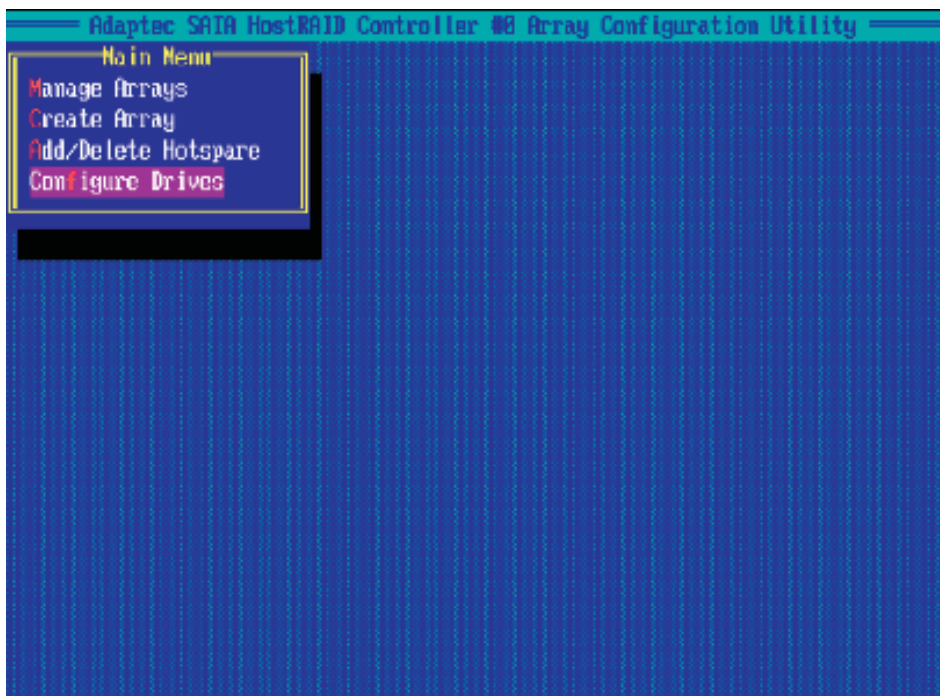 Adaptec SATA HostRAID Controller #0 Array Configuration Utility
Main Menu
Manage Arrays
Create Array
Add/Delete Hotspare
Configure Drives